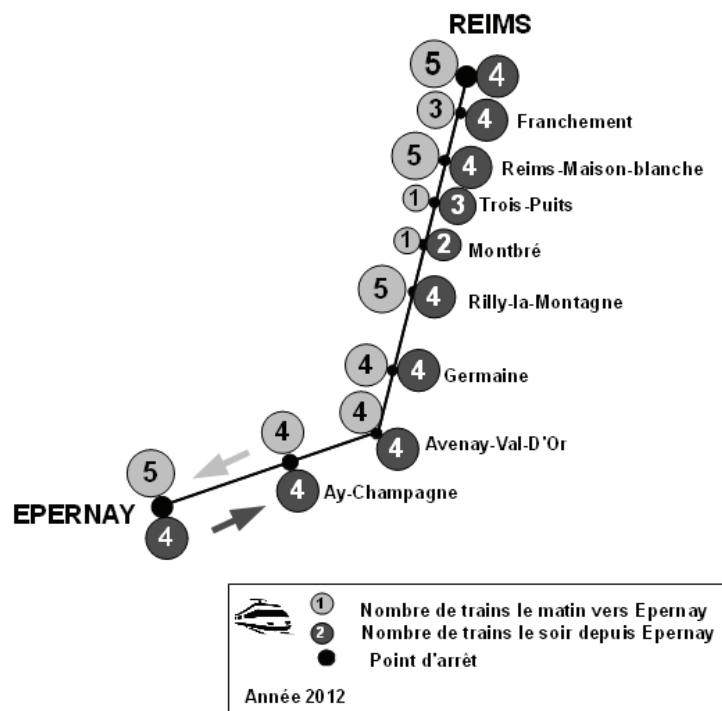 REIMS
5 4
3 4 Franchement
5 4 Reims-Maison-blanche
1 3 Trois-Puits
1 2 Montbré
5 4 Rilly-la-Montagne
4 4 Germaine
4 4 Avenay-Val-D'Or
4 4 Ay-Champagne
5
EPERNAY
4
1 Nombre de trains le matin vers Epernay
2 Nombre de trains le soir depuis Epernay
Point d'arrêt
Année 2012